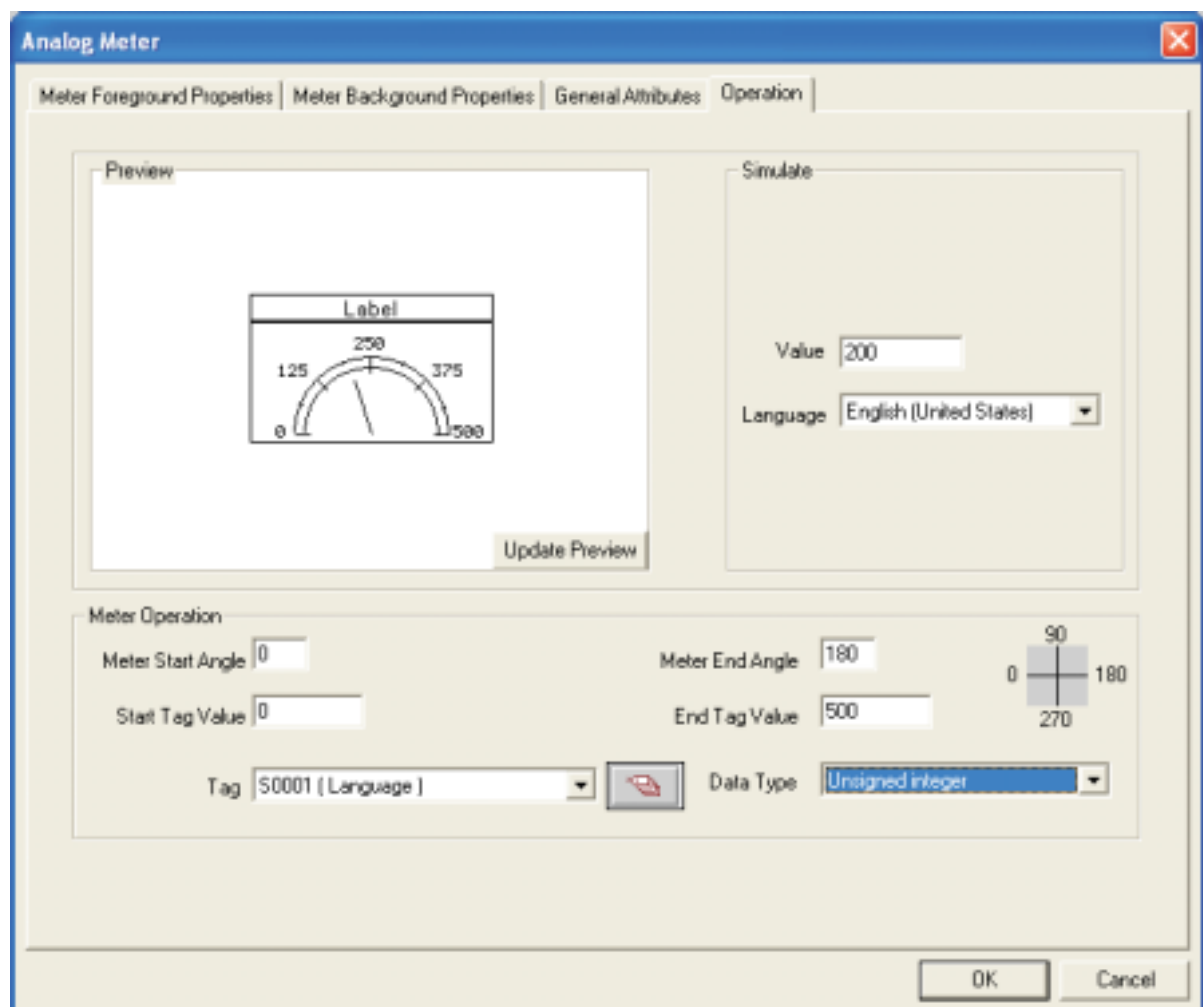 Analog Meter
Meter Foreground Properties
Meter Background Properties
General Attributes
Operation
Preview
Label
0
125
250
375
500
Update Preview
Simulate
Value 200
Language English (United States)
Meter Operation
Meter Start Angle 0
Meter End Angle 180
Start Tag Value 0
End Tag Value 500
90
0
180
270
Tag S0001 ( Language )
Data Type Unsigned integer
OK
Cancel